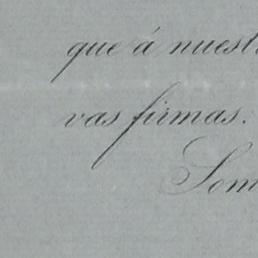 que á nuest
vas firmas.
Som